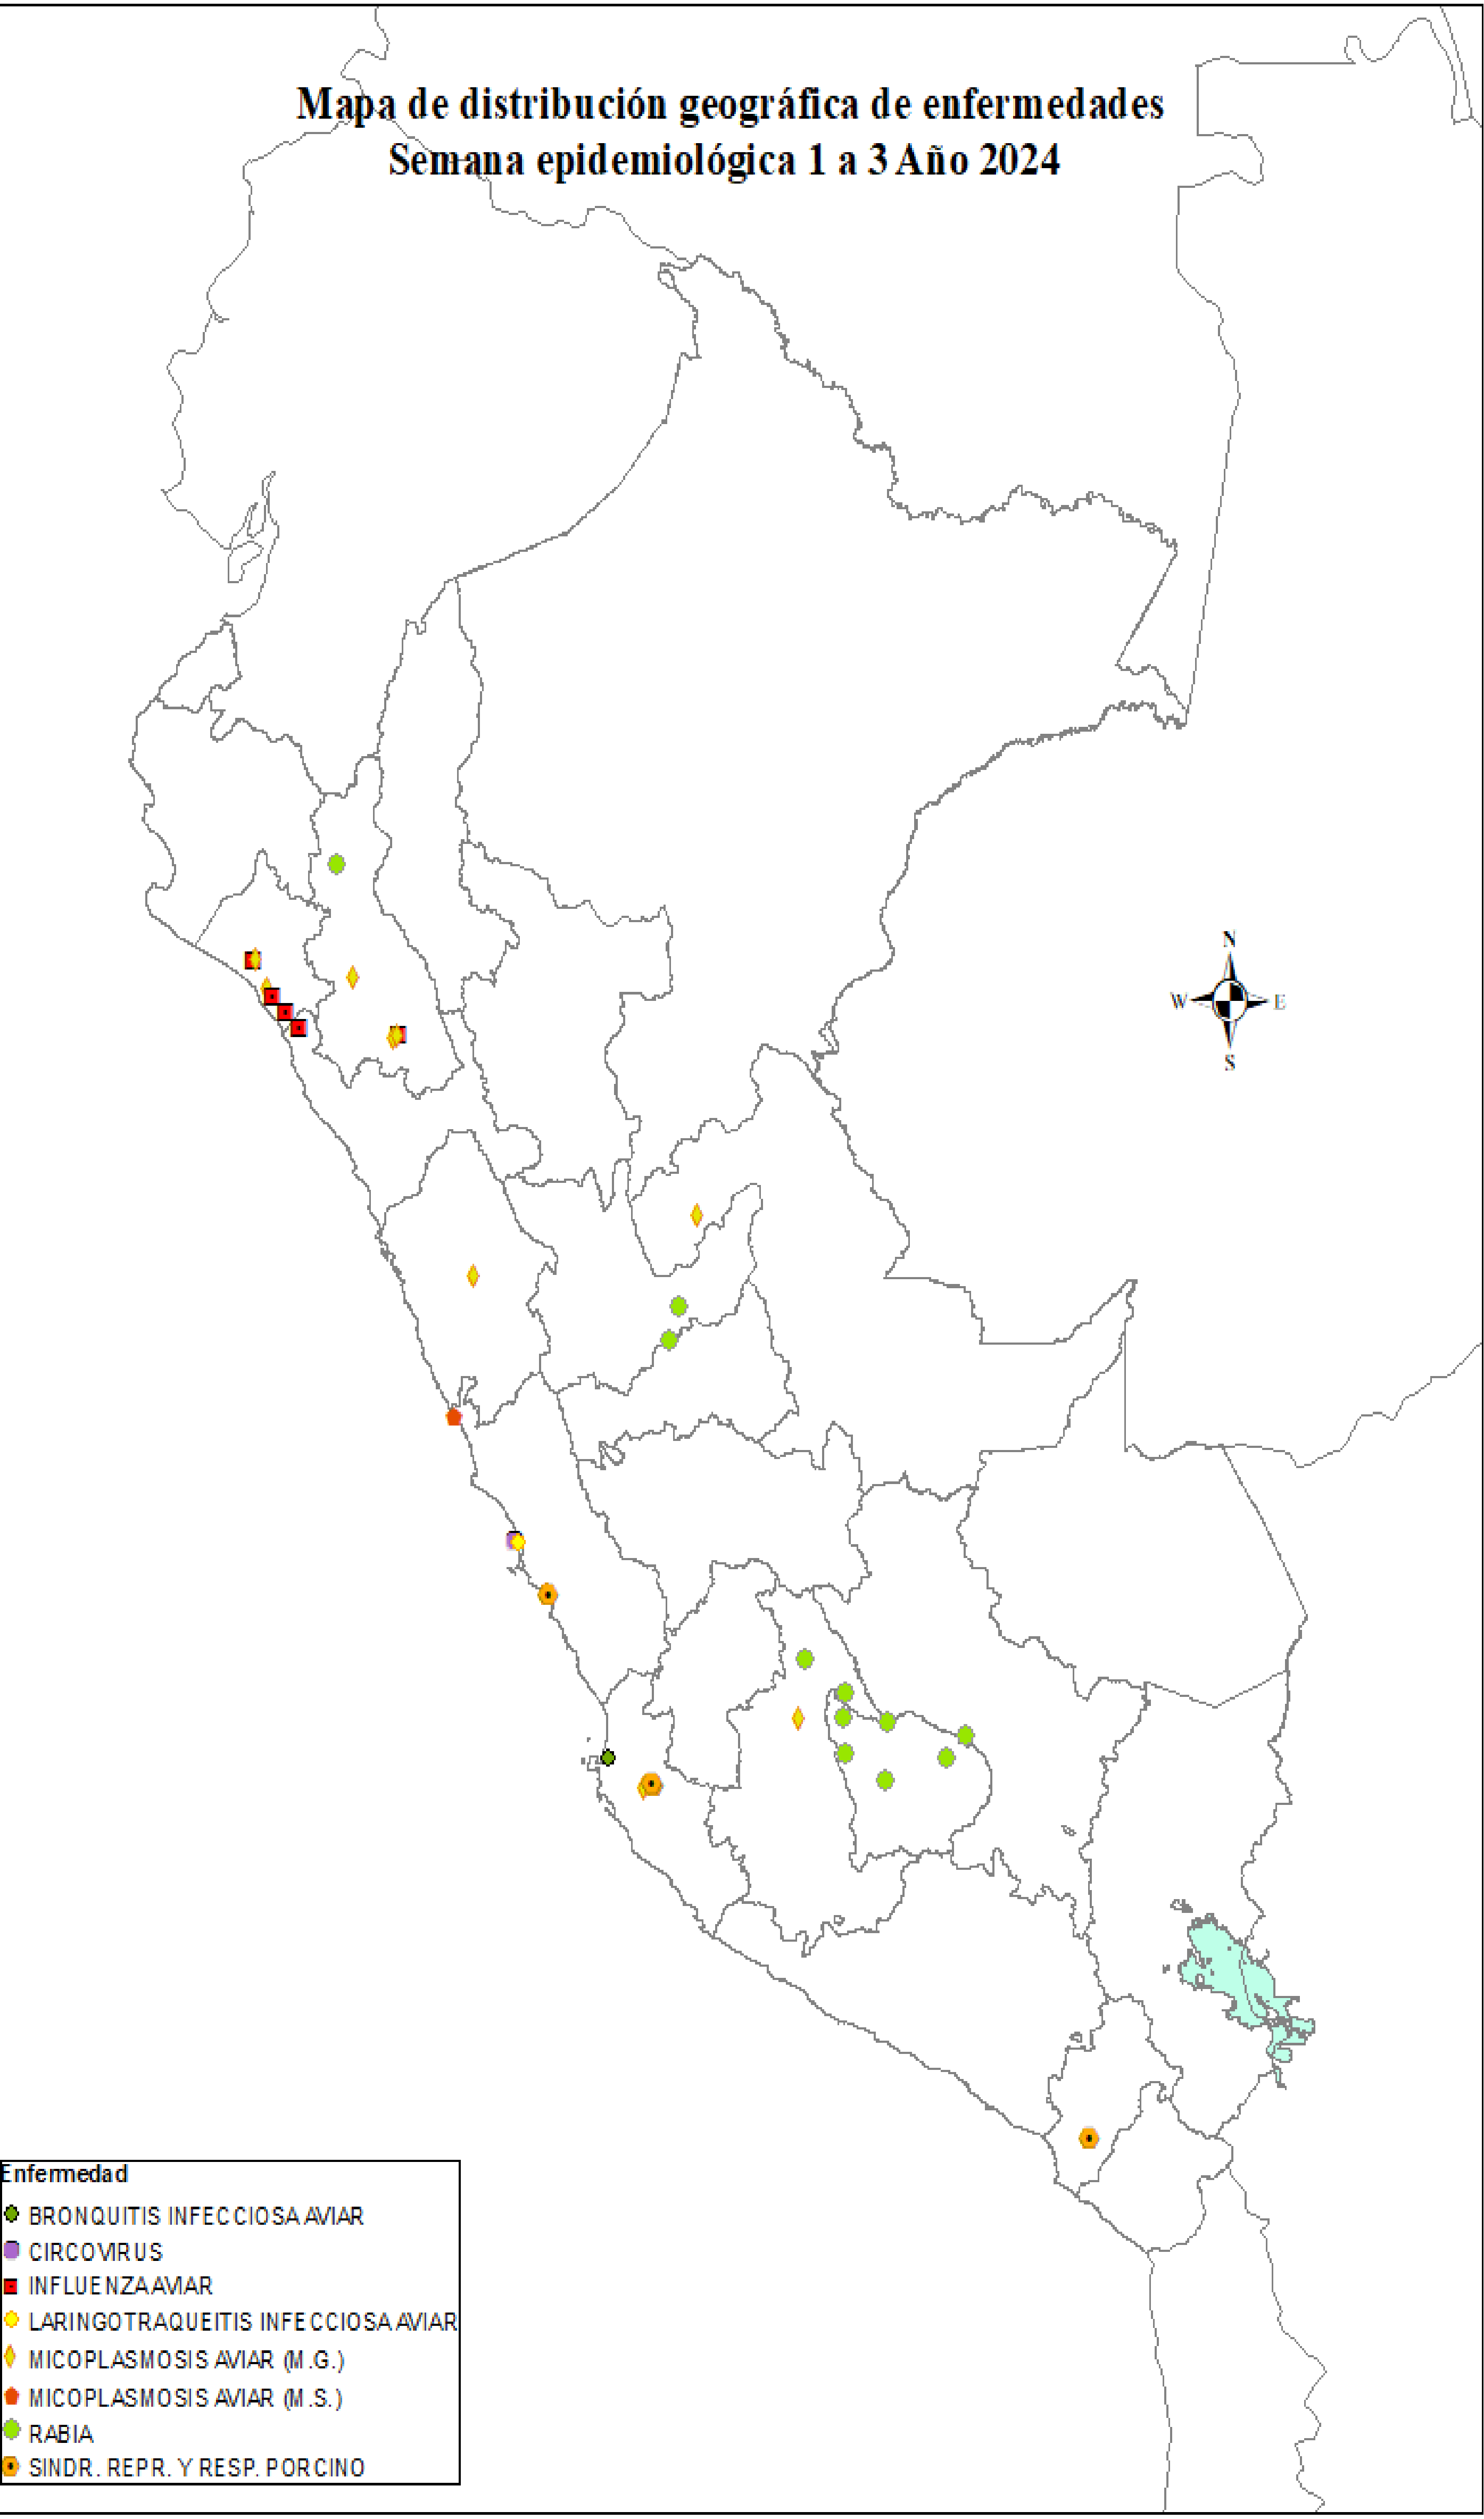 Mapa de distribución geográfica de enfermedades
Semana epidemiológica 1 a 3 Año 2024
N
W E
S
Enfermedad
BRONQUITIS INFECCIOSA AVIAR
CIRCOVIRUS
INFLUENZA AVIAR
LARINGOTRAQUEITIS INFECCIOSA AVIAR
MICOPLASMOSIS AVIAR (M.G.)
MICOPLASMOSIS AVIAR (M.S.)
RABIA
SINDR. REPR. Y RESP. PORCINO